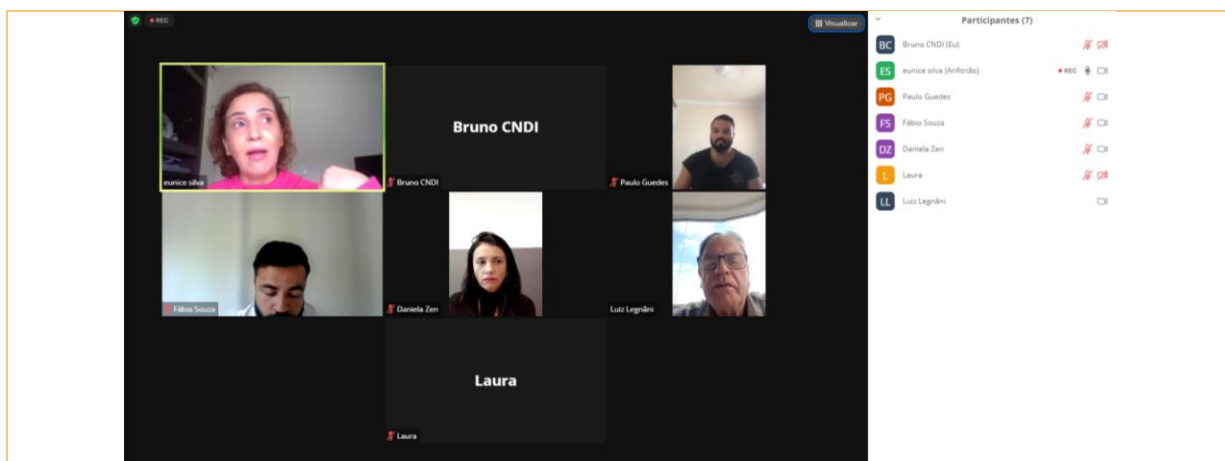 REC
Visualizar
eunice silva
Bruno CNDI
Bruno CNDI
Paulo Guedes
Fábio Souza
Daniela Zen
Luiz Legnâni
Laura
Laura
Participantes (7)
BC Bruno CNDI (Eu)
ES eunice silva (Anfitrião) REC
PG Paulo Guedes
FS Fábio Souza
DZ Daniela Zen
L Laura
LL Luiz Legnâni